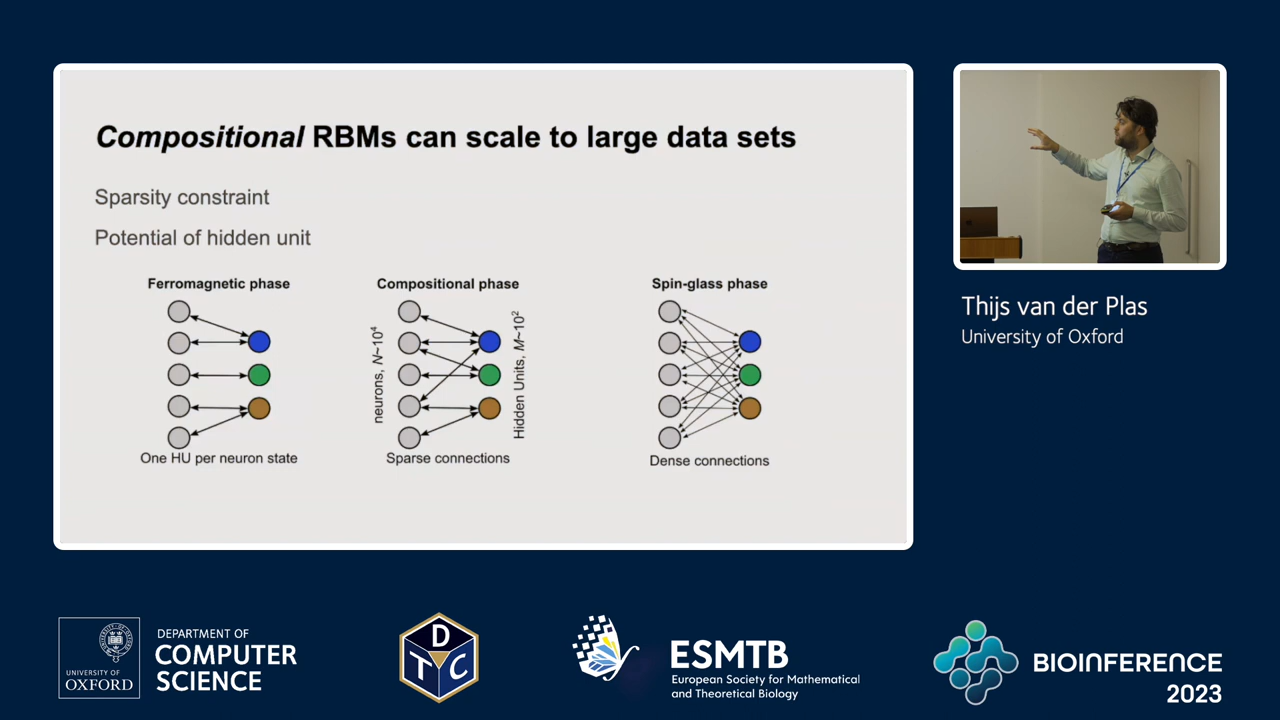 Compositional RBMs can scale to large data sets
Sparsity constraint
Potential of hidden unit
Ferromagnetic phase
One HU per neuron state
Compositional phase
neurons, N~10⁴
Hidden Units, M~10²
Sparse connections
Spin-glass phase
Dense connections
Thijs van der Plas
University of Oxford
UNIVERSITY OF
OXFORD
DEPARTMENT OF
COMPUTER
SCIENCE
D
T C
ESMTB
European Society for Mathematical
and Theoretical Biology
BIOINFERENCE
2023